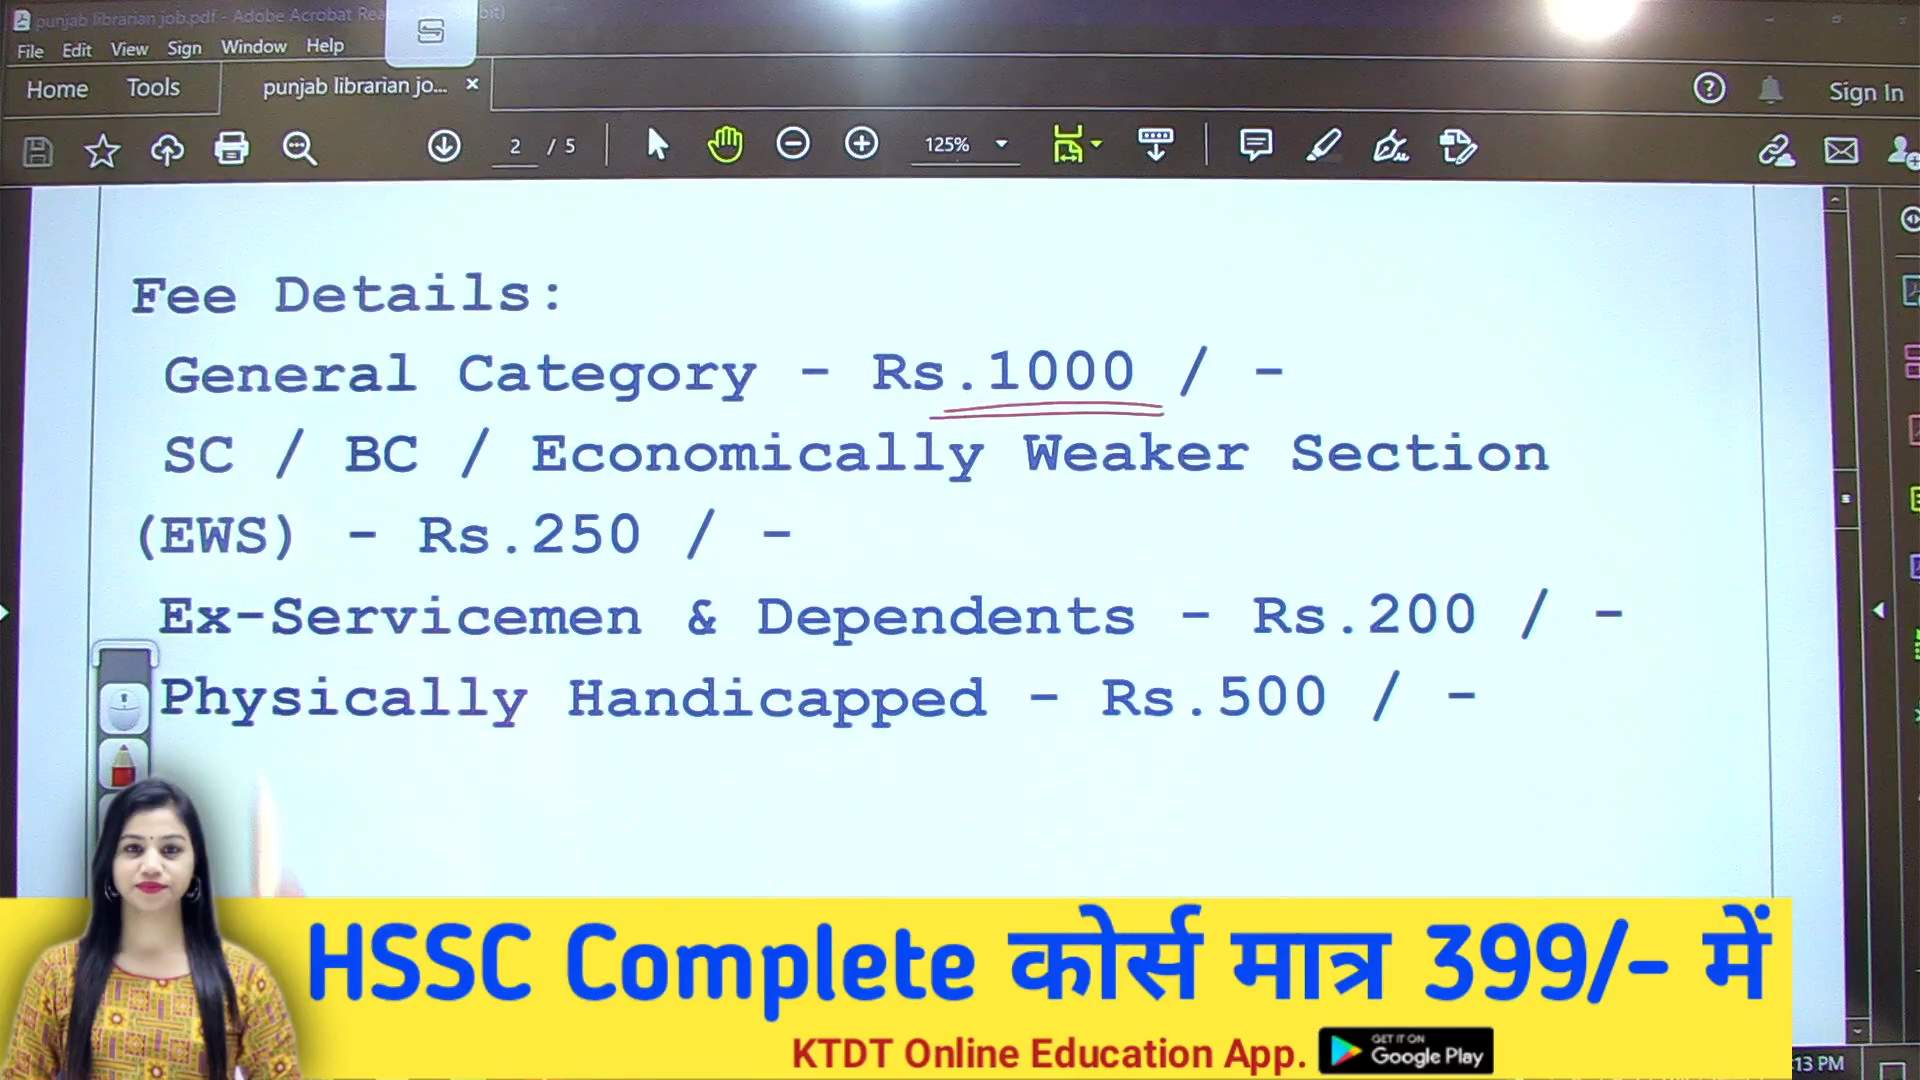 punjab librarian job.pdf - Adobe Acrobat
File Edit View Sign Window Help
Home Tools punjab librarian jo... × Sign In
2 / 5 125%
Fee Details:
General Category - Rs.1000 / -
SC / BC / Economically Weaker Section
(EWS) - Rs.250 / -
Ex-Servicemen & Dependents - Rs.200 / -
Physically Handicapped - Rs.500 / -
HSSC Complete कोर्स मात्र 399/- में
KTDT Online Education App. GET IT ON Google Play